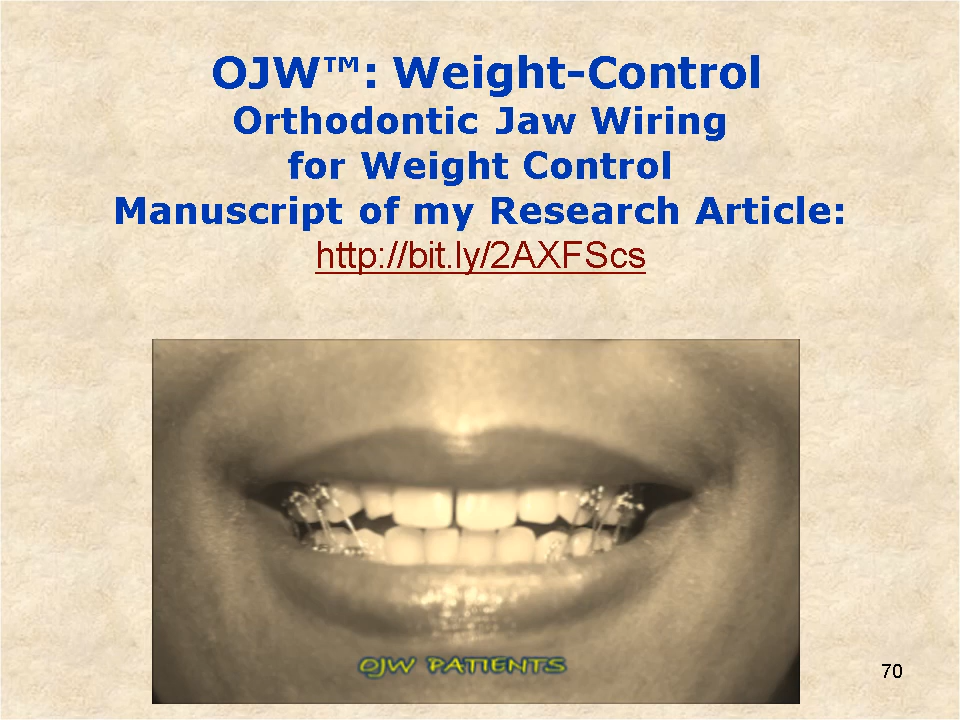 OJW™: Weight-Control
Orthodontic Jaw Wiring
for Weight Control
Manuscript of my Research Article:
http://bit.ly/2AXFScs
OJW PATIENTS
70